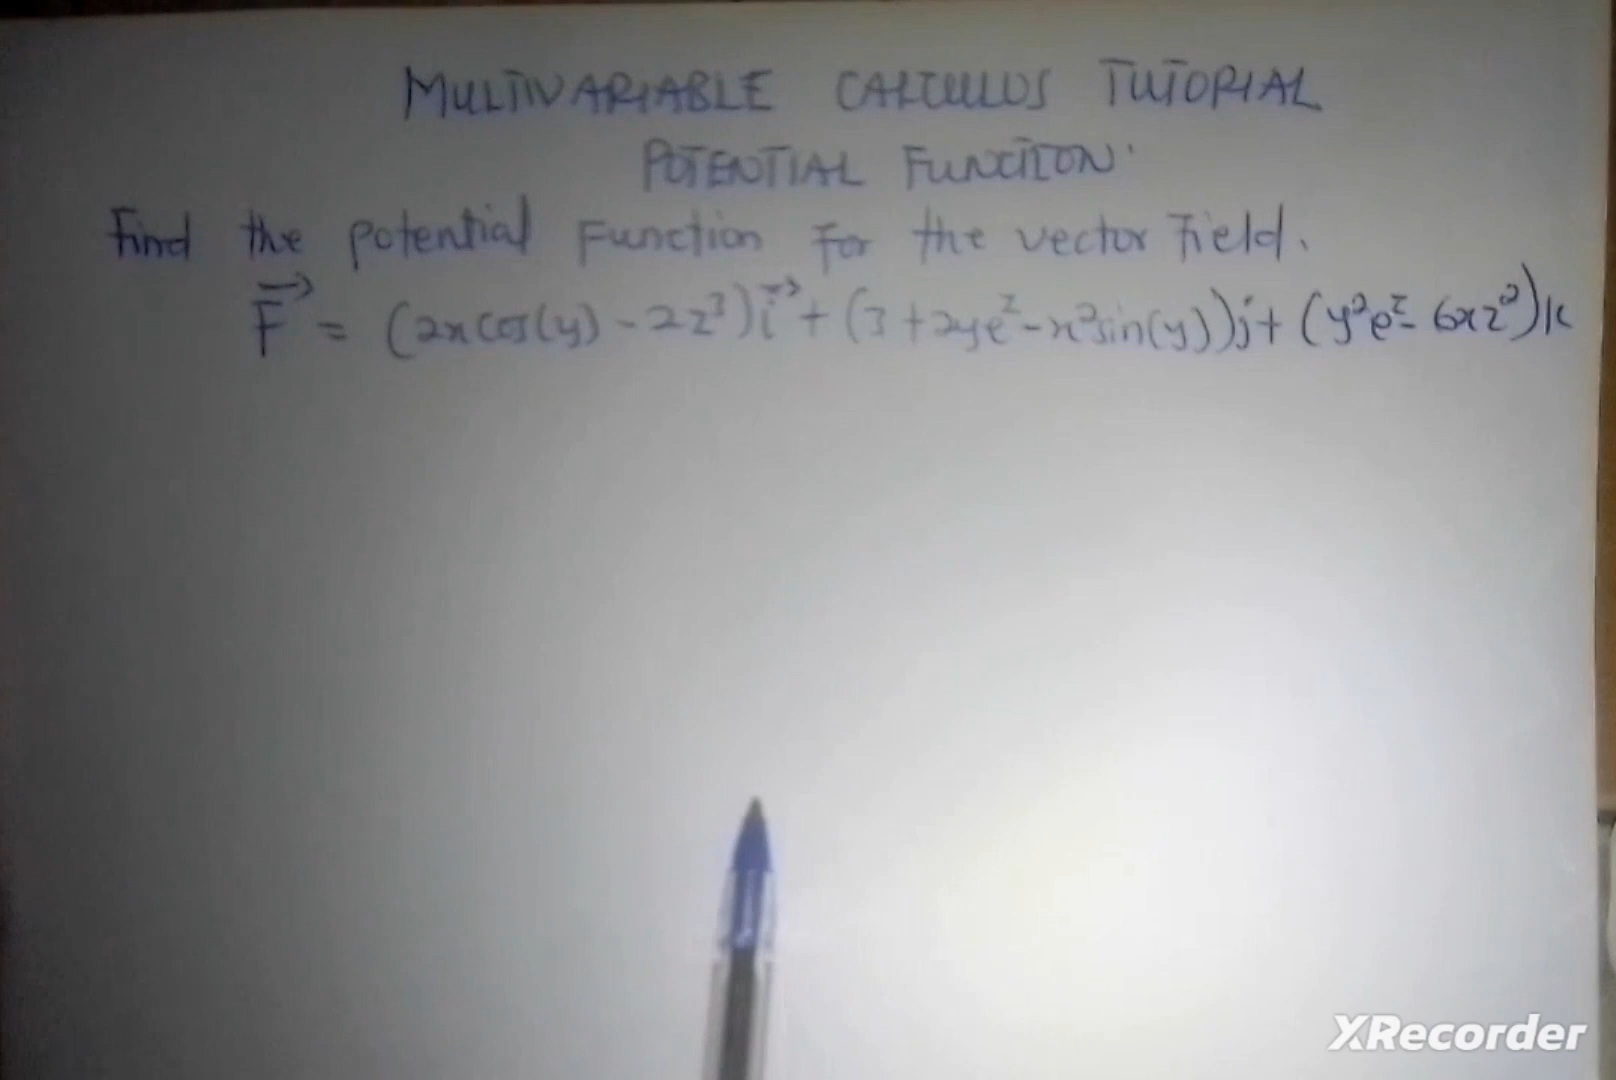 MULTIVARIABLE CALCULUS TUTORIAL
POTENTIAL FUNCTION.
Find the potential Function For the vector Field.
F⃗ = (2x cos(y) - 2z³)i⃗ + (3 + 2ye^z - x²sin(y))j + (y²e^z - 6xz²)k
XRecorder